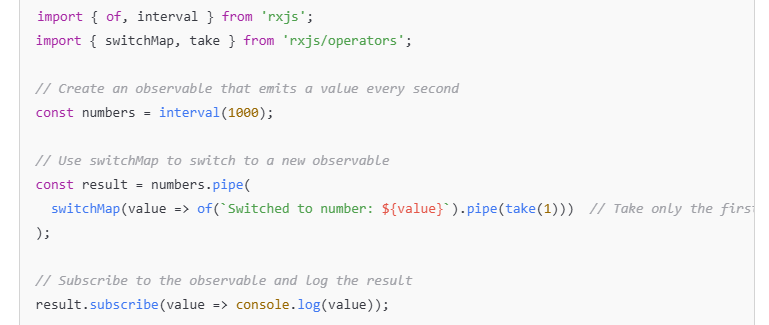 import { of, interval } from 'rxjs';
import { switchMap, take } from 'rxjs/operators';
// Create an observable that emits a value every second
const numbers = interval(1000);
// Use switchMap to switch to a new observable
const result = numbers.pipe(
switchMap(value => of(`Switched to number: ${value}`).pipe(take(1))) // Take only the first
);
// Subscribe to the observable and log the result
result.subscribe(value => console.log(value));